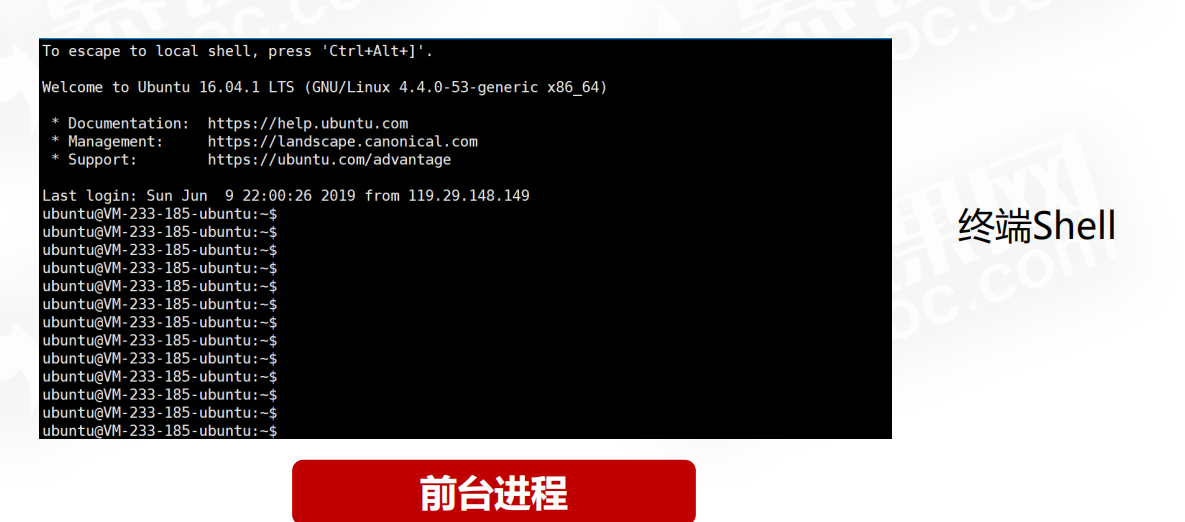 To escape to local shell, press 'Ctrl+Alt+]'.
Welcome to Ubuntu 16.04.1 LTS (GNU/Linux 4.4.0-53-generic x86_64)
* Documentation:  https://help.ubuntu.com
* Management:     https://landscape.canonical.com
* Support:        https://ubuntu.com/advantage
Last login: Sun Jun  9 22:00:26 2019 from 119.29.148.149
ubuntu@VM-233-185-ubuntu:~$
ubuntu@VM-233-185-ubuntu:~$
ubuntu@VM-233-185-ubuntu:~$
ubuntu@VM-233-185-ubuntu:~$
ubuntu@VM-233-185-ubuntu:~$
ubuntu@VM-233-185-ubuntu:~$
ubuntu@VM-233-185-ubuntu:~$
ubuntu@VM-233-185-ubuntu:~$
ubuntu@VM-233-185-ubuntu:~$
ubuntu@VM-233-185-ubuntu:~$
ubuntu@VM-233-185-ubuntu:~$
ubuntu@VM-233-185-ubuntu:~$
ubuntu@VM-233-185-ubuntu:~$
终端Shell
前台进程